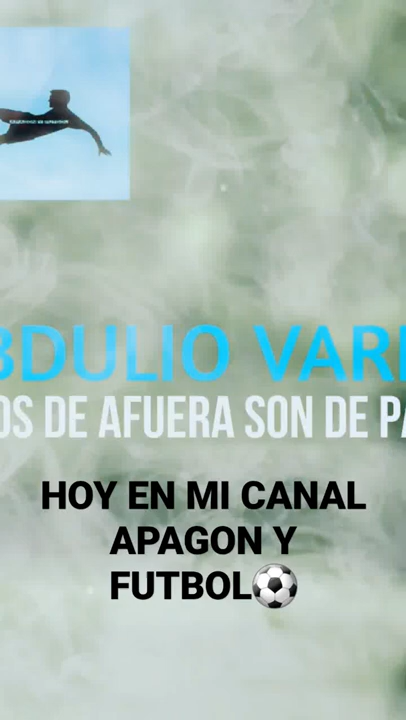 BDULIO VAR
OS DE AFUERA SON DE PA
HOY EN MI CANAL
APAGON Y
FUTBOL⚽